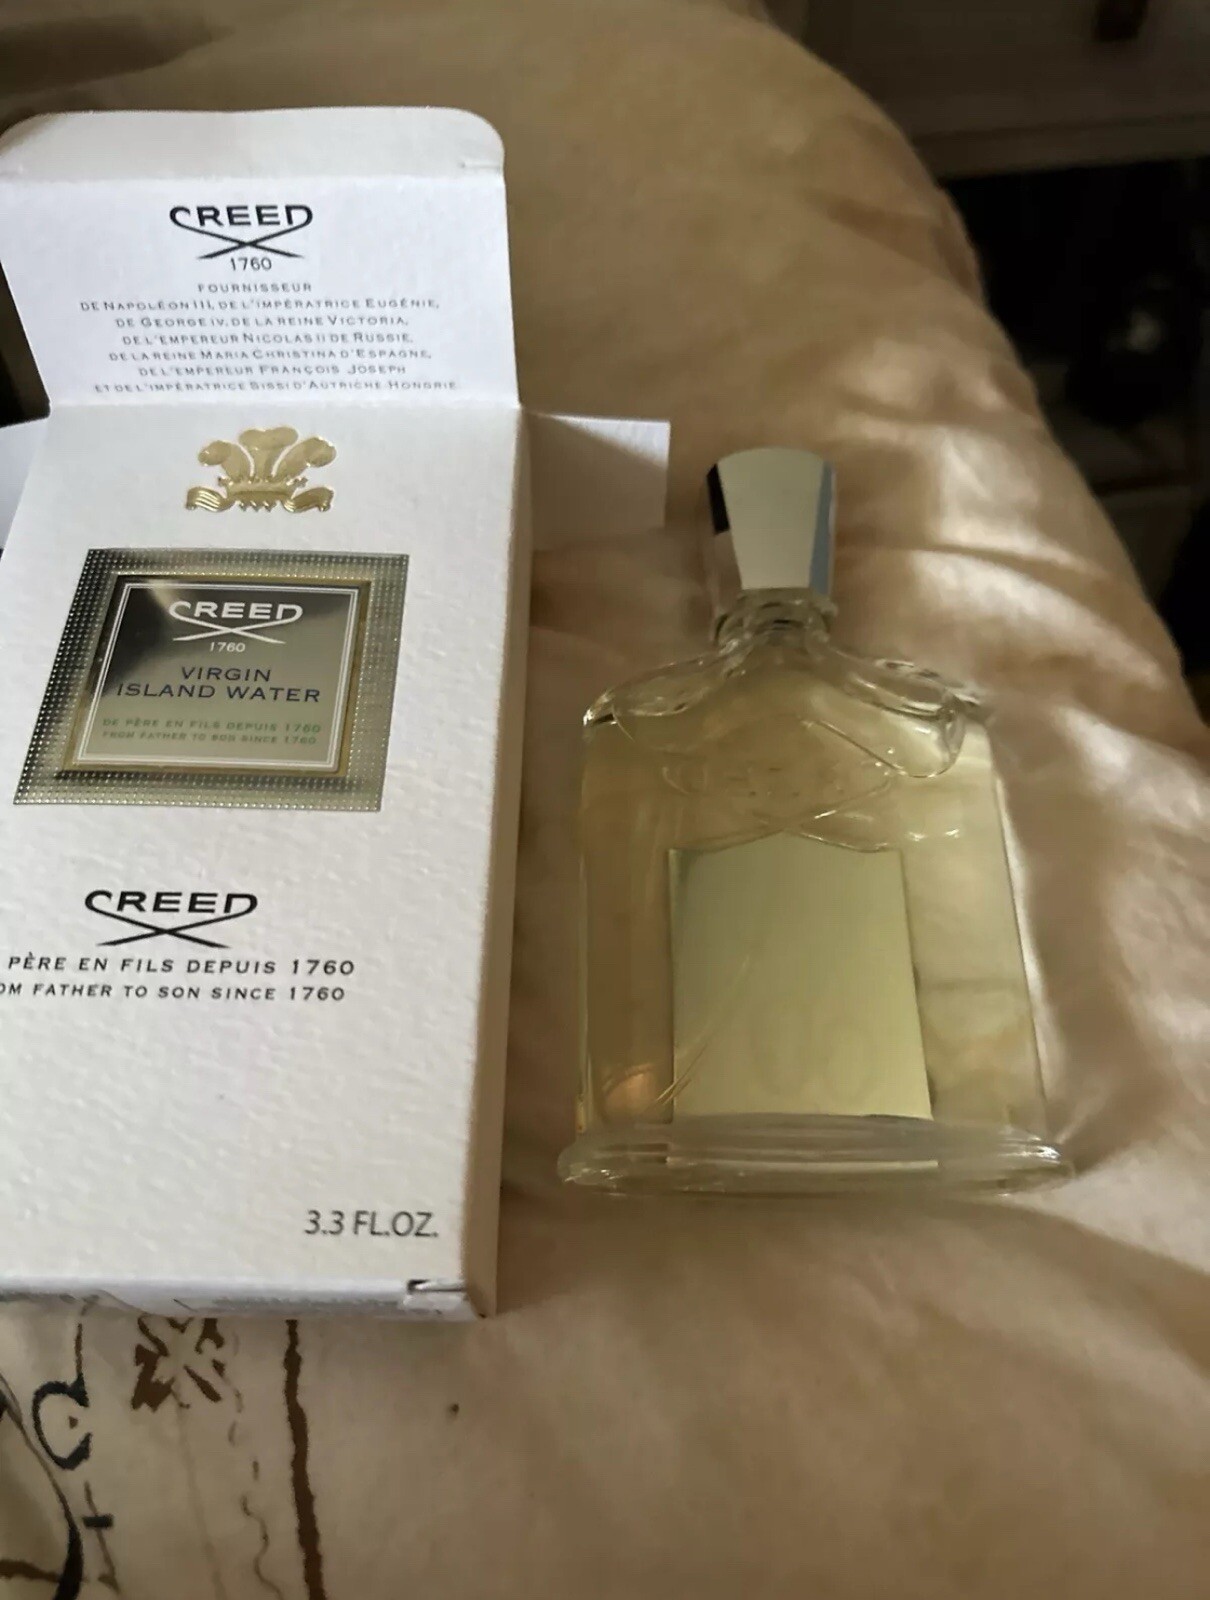 CREED
1760
FOURNISSEUR
DE NAPOLÉON III, DE L'IMPÉRATRICE EUGÉNIE,
DE GEORGE IV, DE LA REINE VICTORIA,
DE L'EMPEREUR NICOLAS II DE RUSSIE,
DE LA REINE MARIA CHRISTINA D'ESPAGNE,
DE L'EMPEREUR FRANÇOIS JOSEPH
ET DE L'IMPÉRATRICE SISSI D'AUTRICHE-HONGRIE
CREED
1760
VIRGIN
ISLAND WATER
DE PÈRE EN FILS DEPUIS 1760
FROM FATHER TO SON SINCE 1760
CREED
PÈRE EN FILS DEPUIS 1760
OM FATHER TO SON SINCE 1760
3.3 FL.OZ.